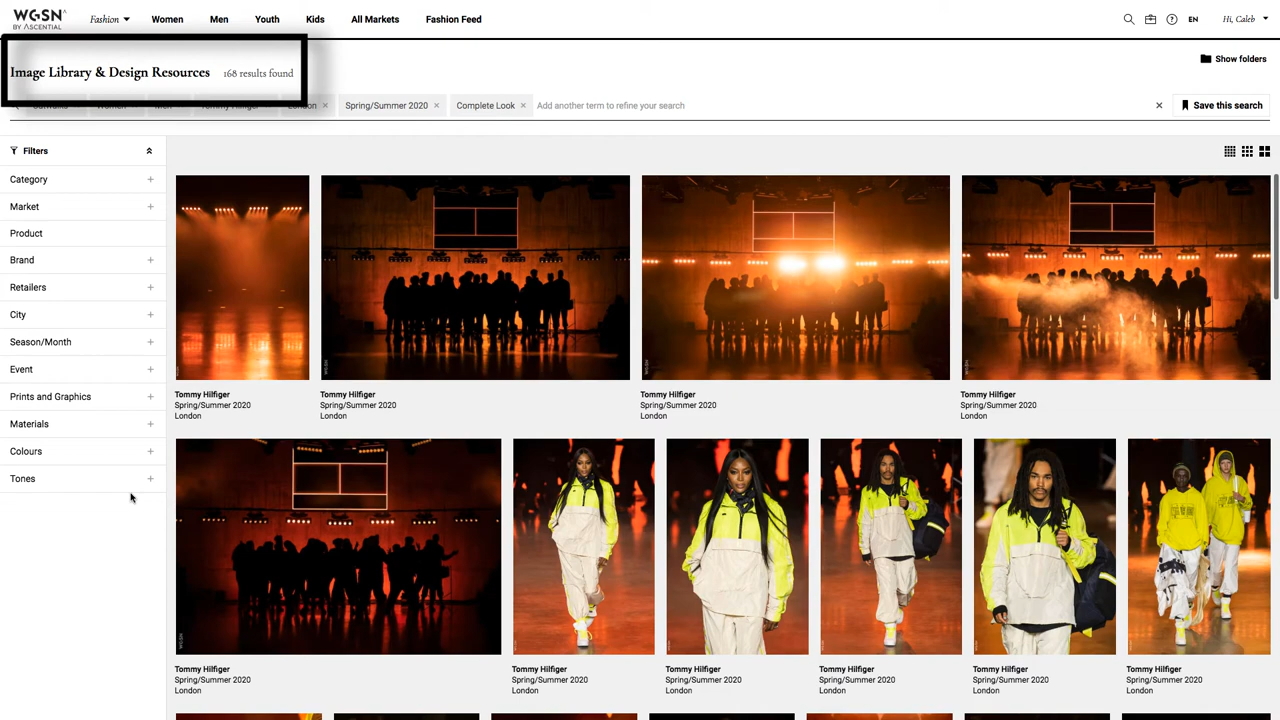 WGSN
BY ASCENTIAL
Fashion
Women
Men
Youth
Kids
All Markets
Fashion Feed
EN
Hi, Caleb
Image Library & Design Resources
168 results found
Show folders
London
Spring/Summer 2020
Complete Look
Add another term to refine your search
Save this search
Filters
Category
Market
Product
Brand
Retailers
City
Season/Month
Event
Prints and Graphics
Materials
Colours
Tones
Tommy Hilfiger
Spring/Summer 2020
London
Tommy Hilfiger
Spring/Summer 2020
London
Tommy Hilfiger
Spring/Summer 2020
London
Tommy Hilfiger
Spring/Summer 2020
London
WGSN
Tommy Hilfiger
Spring/Summer 2020
London
Tommy Hilfiger
Spring/Summer 2020
London
Tommy Hilfiger
Spring/Summer 2020
London
Tommy Hilfiger
Spring/Summer 2020
London
Tommy Hilfiger
Spring/Summer 2020
London
Tommy Hilfiger
Spring/Summer 2020
London